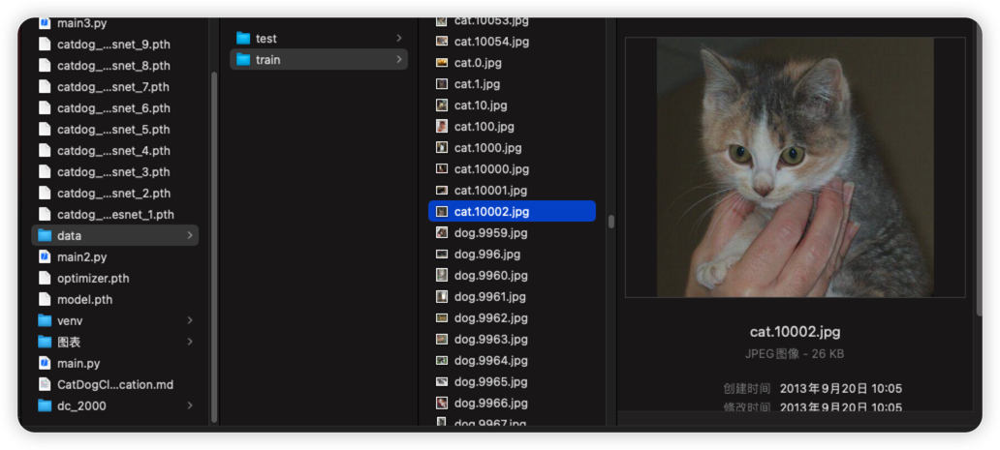 main3.py
catdog_...snet_9.pth
catdog_...snet_8.pth
catdog_...snet_7.pth
catdog_...snet_6.pth
catdog_...snet_5.pth
catdog_...snet_4.pth
catdog_...snet_3.pth
catdog_...snet_2.pth
catdog_...esnet_1.pth
data
main2.py
optimizer.pth
model.pth
venv
图表
main.py
CatDogCl...cation.md
dc_2000
test
train
cat.10053.jpg
cat.10054.jpg
cat.0.jpg
cat.1.jpg
cat.10.jpg
cat.100.jpg
cat.1000.jpg
cat.10000.jpg
cat.10001.jpg
cat.10002.jpg
dog.9959.jpg
dog.996.jpg
dog.9960.jpg
dog.9961.jpg
dog.9962.jpg
dog.9963.jpg
dog.9964.jpg
dog.9965.jpg
dog.9966.jpg
dog.9967.jpg
cat.10002.jpg
JPEG图像 - 26 KB
创建时间 2013年9月20日 10:05
修改时间 2013年9月20日 10:05